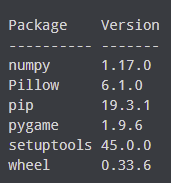 Package    Version
---------- -------
numpy      1.17.0
Pillow     6.1.0
pip        19.3.1
pygame     1.9.6
setuptools 45.0.0
wheel      0.33.6